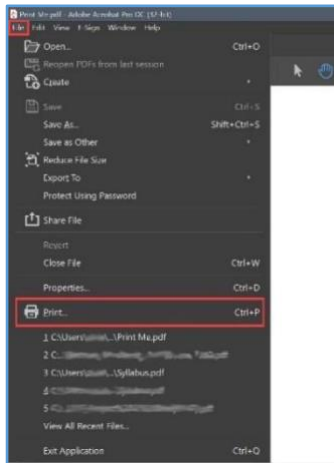 Print Me.pdf - Adobe Acrobat Pro DC (32-bit)
File Edit View E-Sign Window Help
Open... Ctrl+O
Reopen PDFs from last session
Create
Save Ctrl+S
Save As... Shift+Ctrl+S
Save as Other
Reduce File Size
Export To
Protect Using Password
Share File
Revert
Close File Ctrl+W
Properties... Ctrl+D
Print... Ctrl+P
1 C:\Users\...\Print Me.pdf
2 C:
3 C:\Users\...\Syllabus.pdf
4
5
View All Recent Files...
Exit Application Ctrl+Q